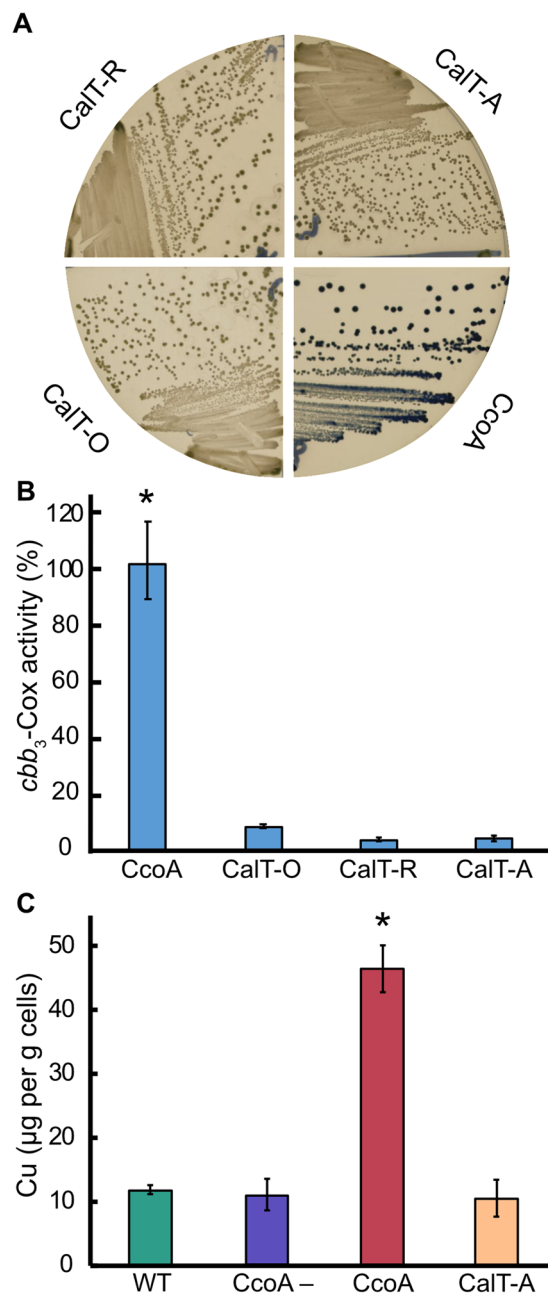 A
CalT-R
CalT-A
CalT-O
CcoA
B
*
120
100
80
60
40
20
0
cbb₃-Cox activity (%)
CcoA CalT-O CalT-R CalT-A
C
*
50
40
30
20
10
0
Cu (µg per g cells)
WT CcoA – CcoA CalT-A